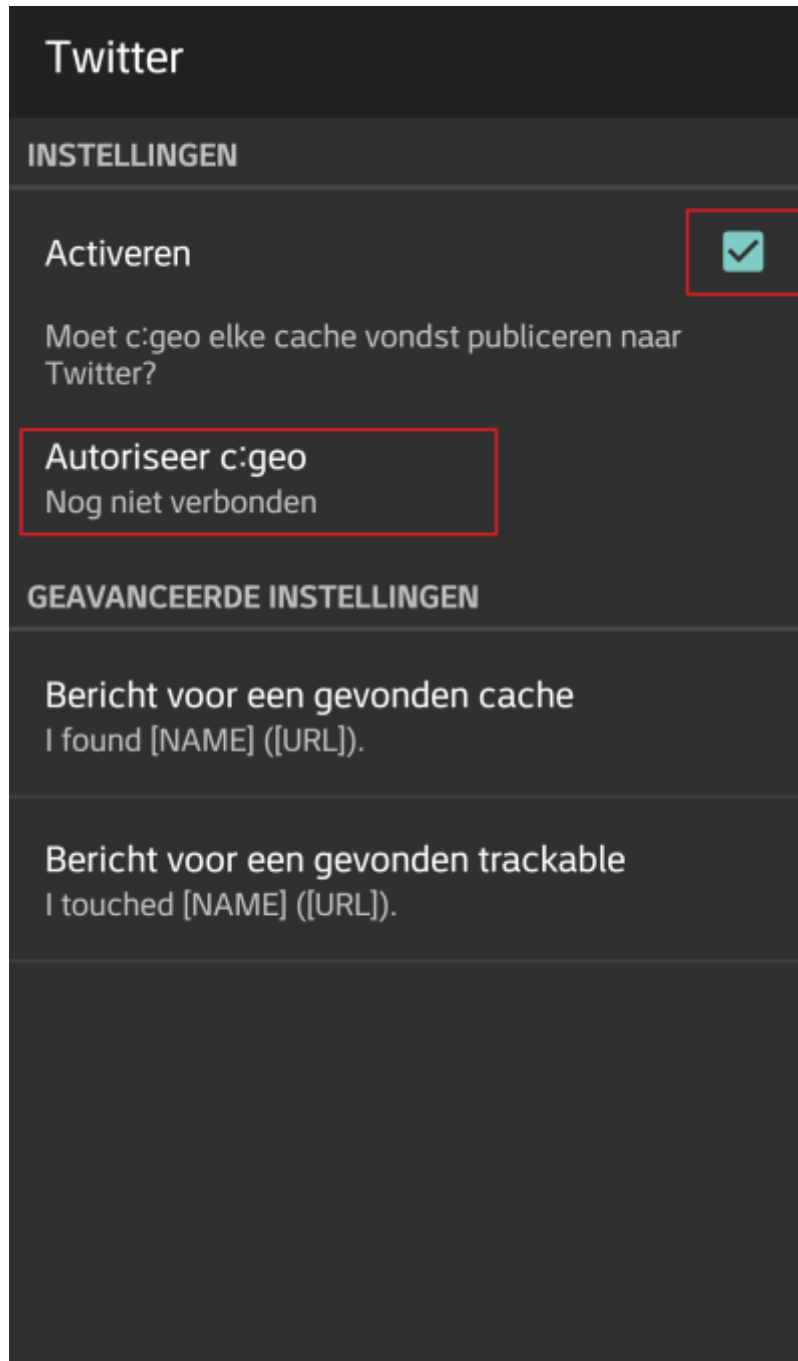 Twitter
INSTELLINGEN
Activeren
Moet c:geo elke cache vondst publiceren naar
Twitter?
Autoriseer c:geo
Nog niet verbonden
GEAVANCEERDE INSTELLINGEN
Bericht voor een gevonden cache
I found [NAME] ([URL]).
Bericht voor een gevonden trackable
I touched [NAME] ([URL]).